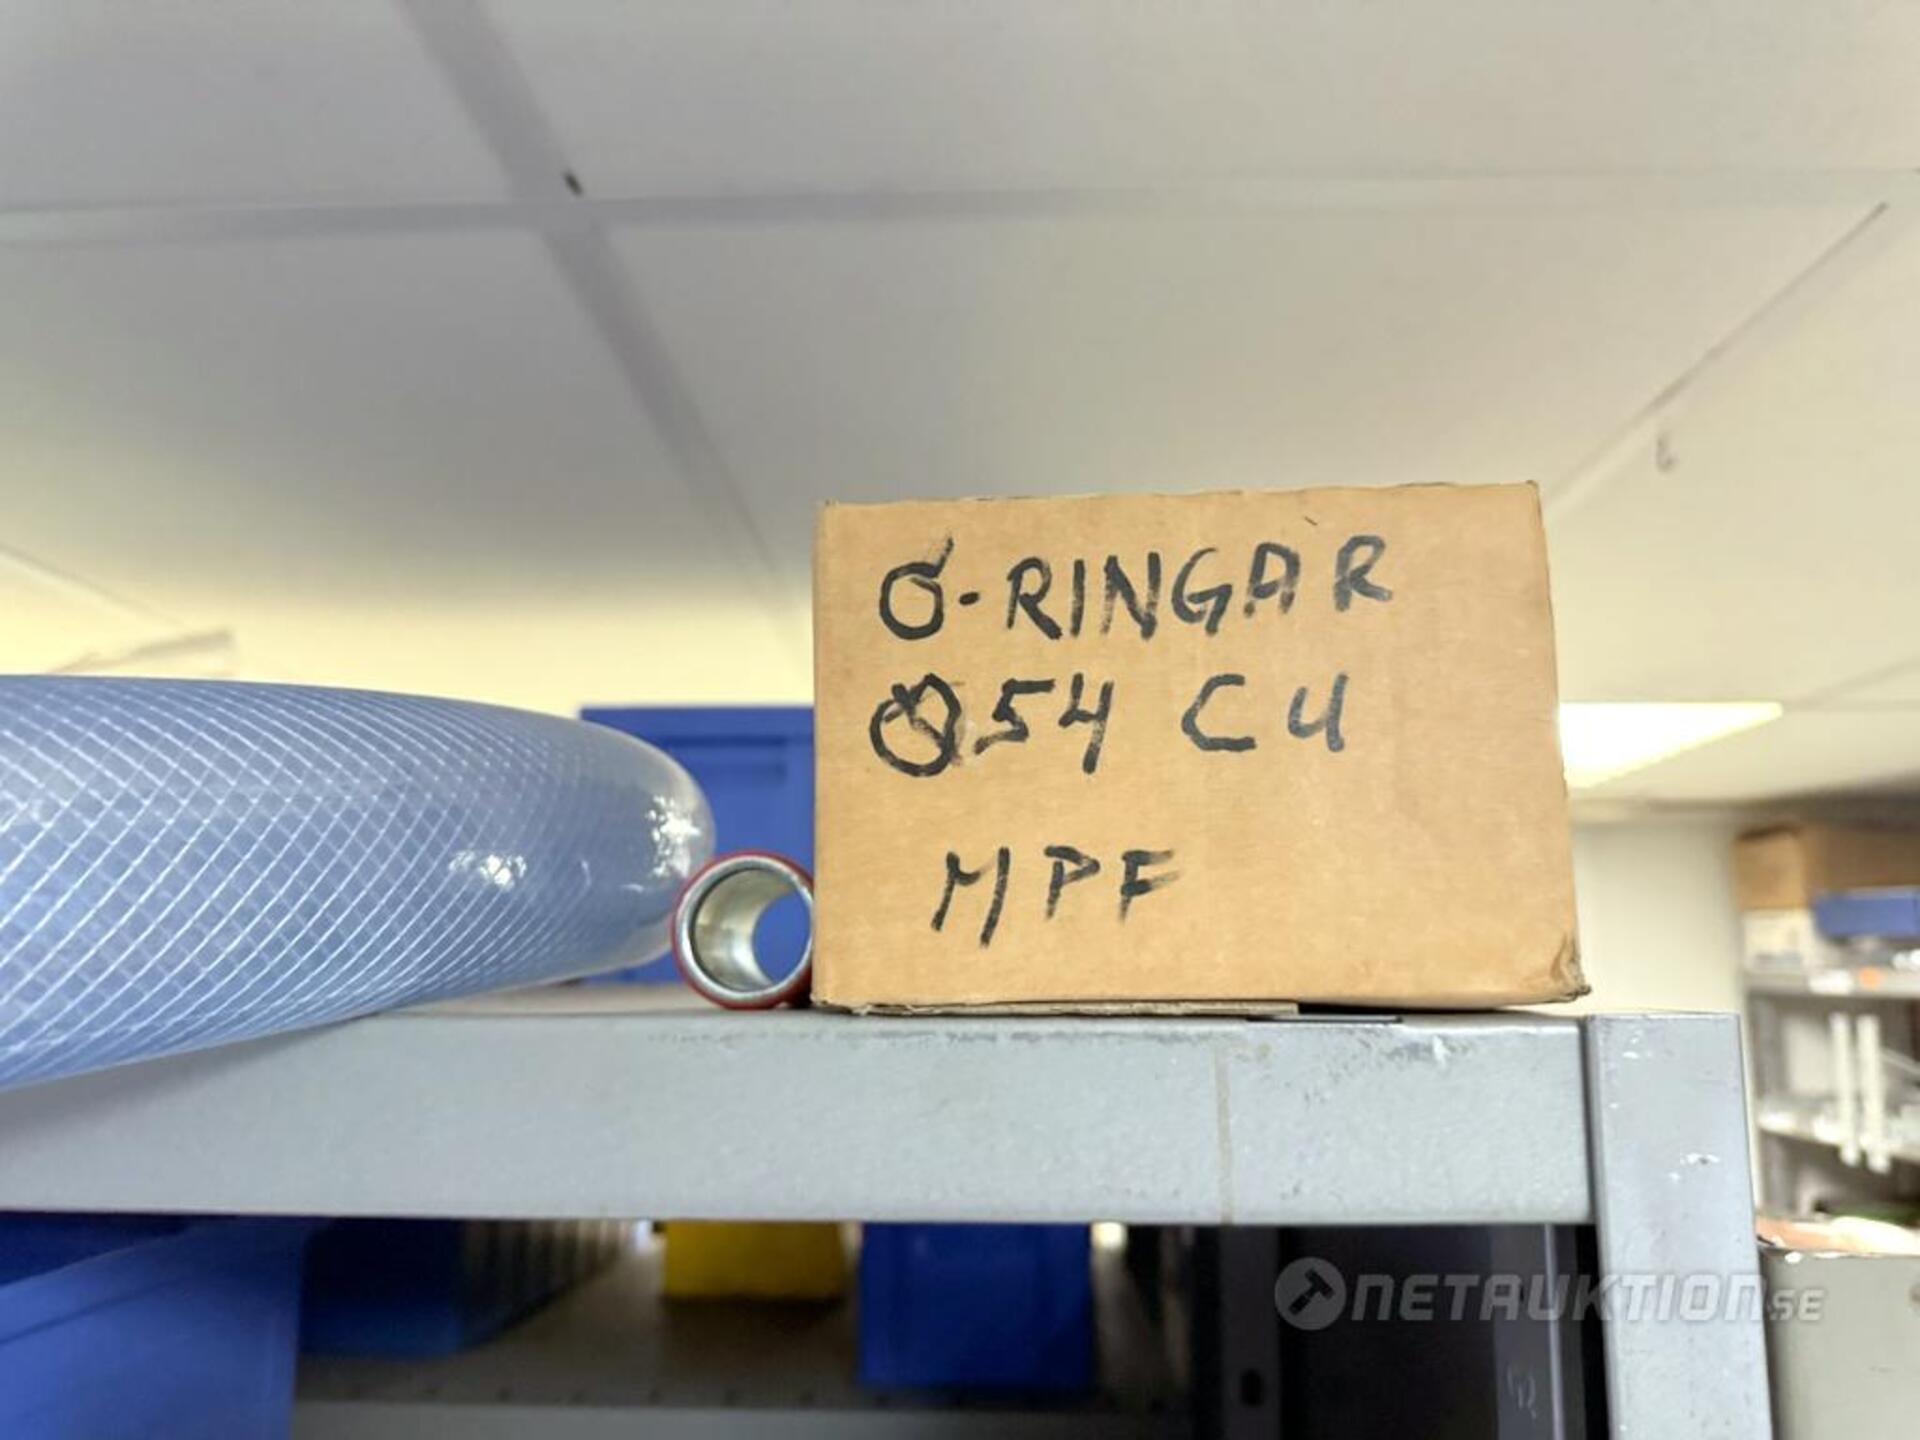 O-RINGAR
Ø54 CU
MPF
NETAUKTION.SE